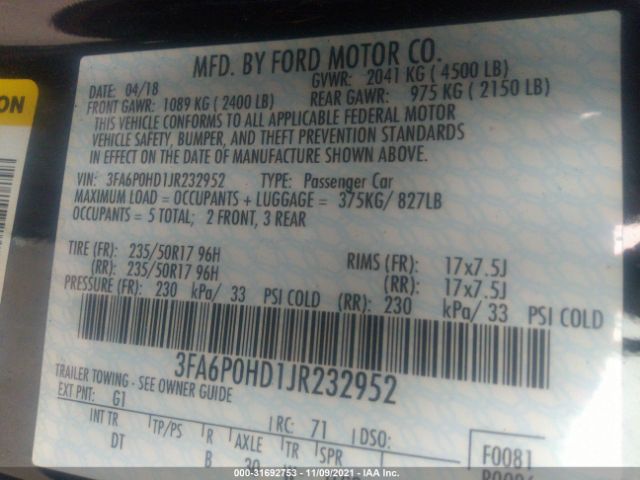 ION
MFD. BY FORD MOTOR CO.
DATE: 04/18 GVWR: 2041 KG ( 4500 LB)
FRONT GAWR: 1089 KG ( 2400 LB) REAR GAWR: 975 KG ( 2150 LB)
THIS VEHICLE CONFORMS TO ALL APPLICABLE FEDERAL MOTOR
VEHICLE SAFETY, BUMPER, AND THEFT PREVENTION STANDARDS
IN EFFECT ON THE DATE OF MANUFACTURE SHOWN ABOVE.
VIN: 3FA6P0HD1JR232952 TYPE: Passenger Car
MAXIMUM LOAD = OCCUPANTS + LUGGAGE = 375KG/ 827LB
OCCUPANTS = 5 TOTAL; 2 FRONT, 3 REAR
TIRE (FR): 235/50R17 96H RIMS (FR): 17x7.5J
(RR): 235/50R17 96H (RR): 17x7.5J
PRESSURE (FR): 230 kPa/ 33 PSI COLD (RR): 230 kPa/ 33 PSI COLD
3FA6P0HD1JR232952
TRAILER TOWING - SEE OWNER GUIDE
EXT PNT: G1 RC: 71 DSO: F0081
INT TR TP/PS R AXLE TR SPR
DT B 30
000-31692753 - 11/09/2021 - IAA Inc.